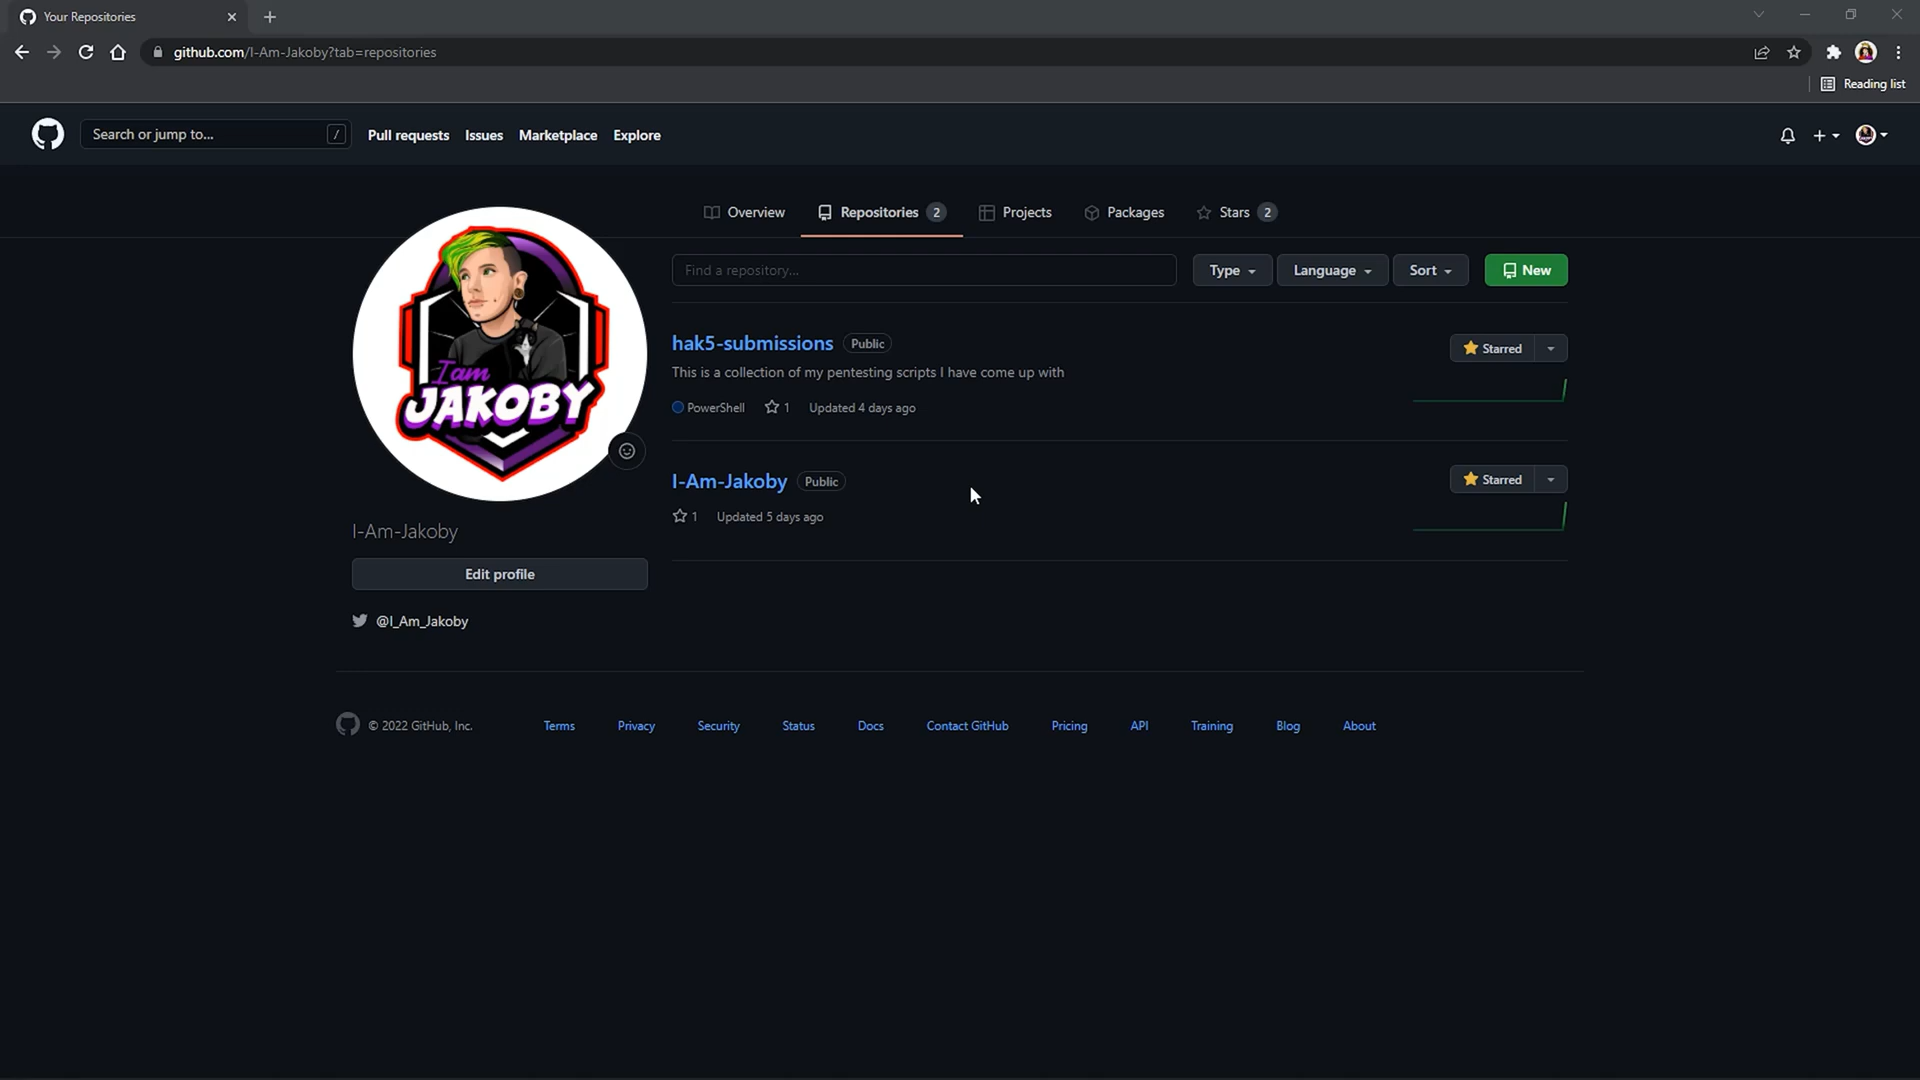 Your Repositories
github.com/I-Am-Jakoby?tab=repositories
Reading list
Search or jump to... /
Pull requests Issues Marketplace Explore
Overview Repositories 2 Projects Packages Stars 2
Find a repository... Type Language Sort New
I am
JAKOBY
hak5-submissions Public
Starred
This is a collection of my pentesting scripts I have come up with
PowerShell 1 Updated 4 days ago
I-Am-Jakoby Public
Starred
1 Updated 5 days ago
I-Am-Jakoby
Edit profile
@I_Am_Jakoby
© 2022 GitHub, Inc. Terms Privacy Security Status Docs Contact GitHub Pricing API Training Blog About